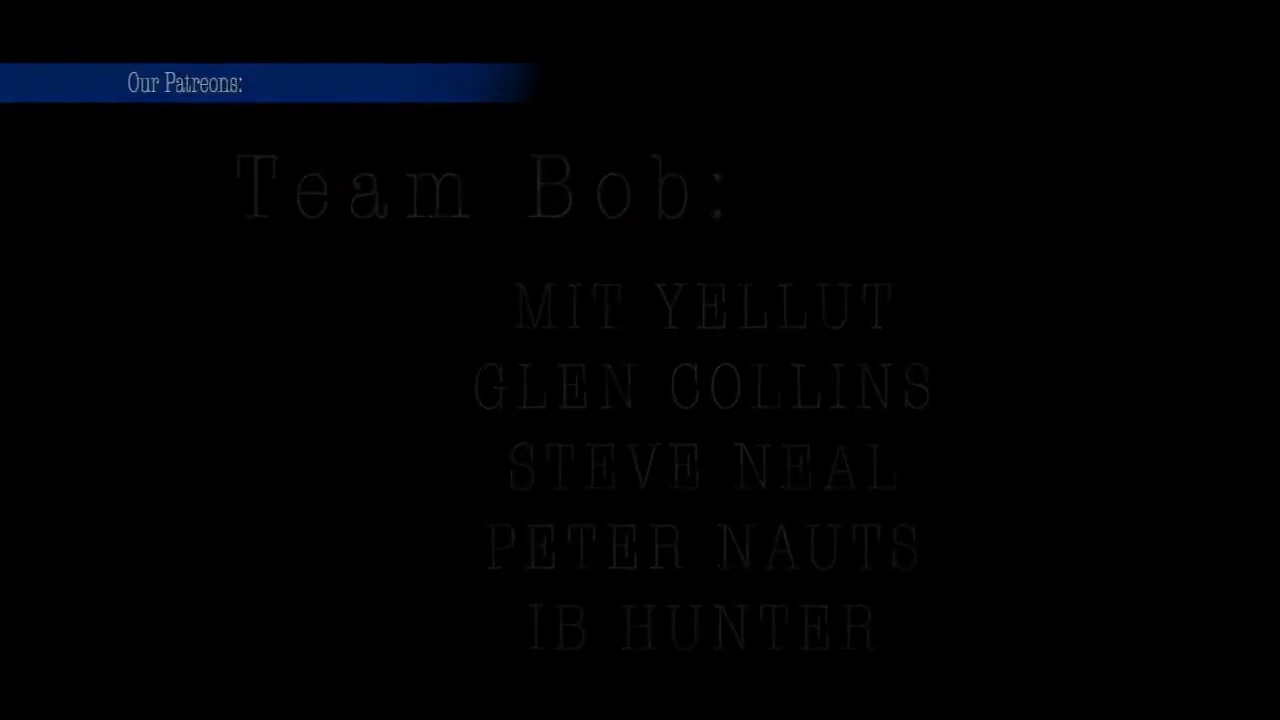 Our Patreons:
Team Bob:
MIT YELLUT
GLEN COLLINS
STEVE NEAL
PETER NAUTS
IB HUNTER